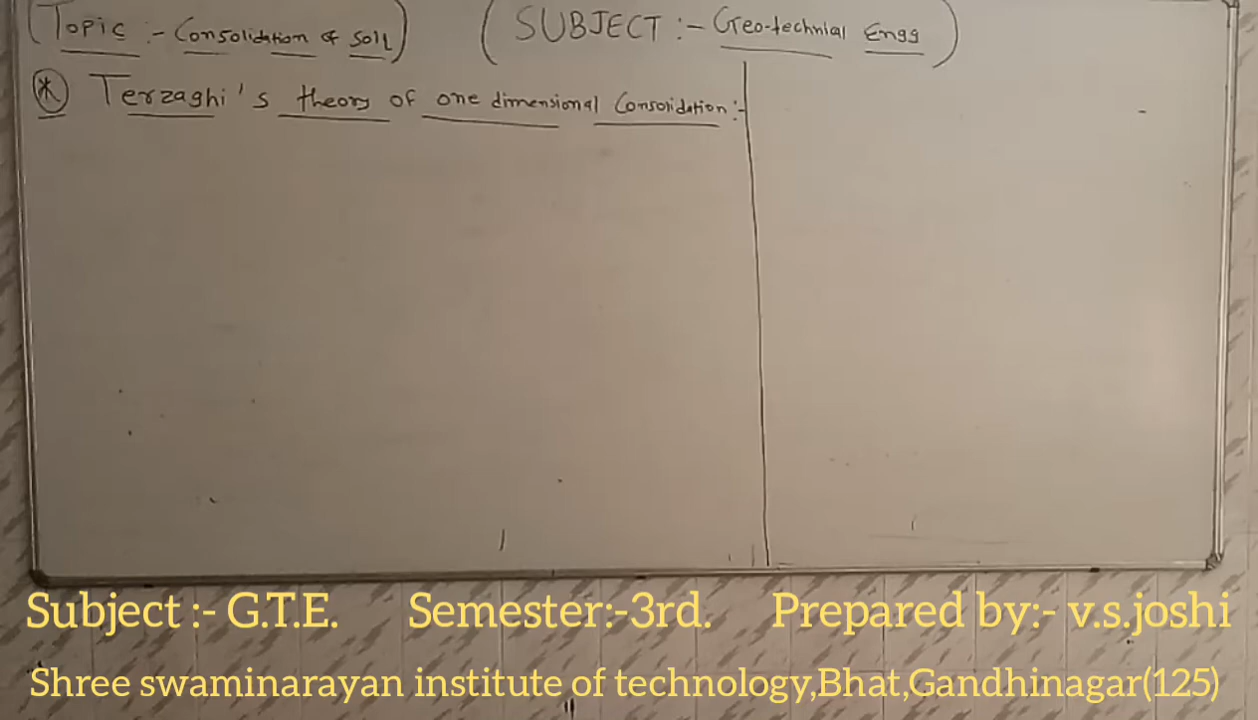 (Topic :- Consolidation of Soil) (SUBJECT :- Geo-technial Engg)
* Terzaghi's theory of one dimensional Consolidation:-
Subject :- G.T.E. Semester:-3rd. Prepared by:- v.s.joshi
Shree swaminarayan institute of technology,Bhat,Gandhinagar(125)